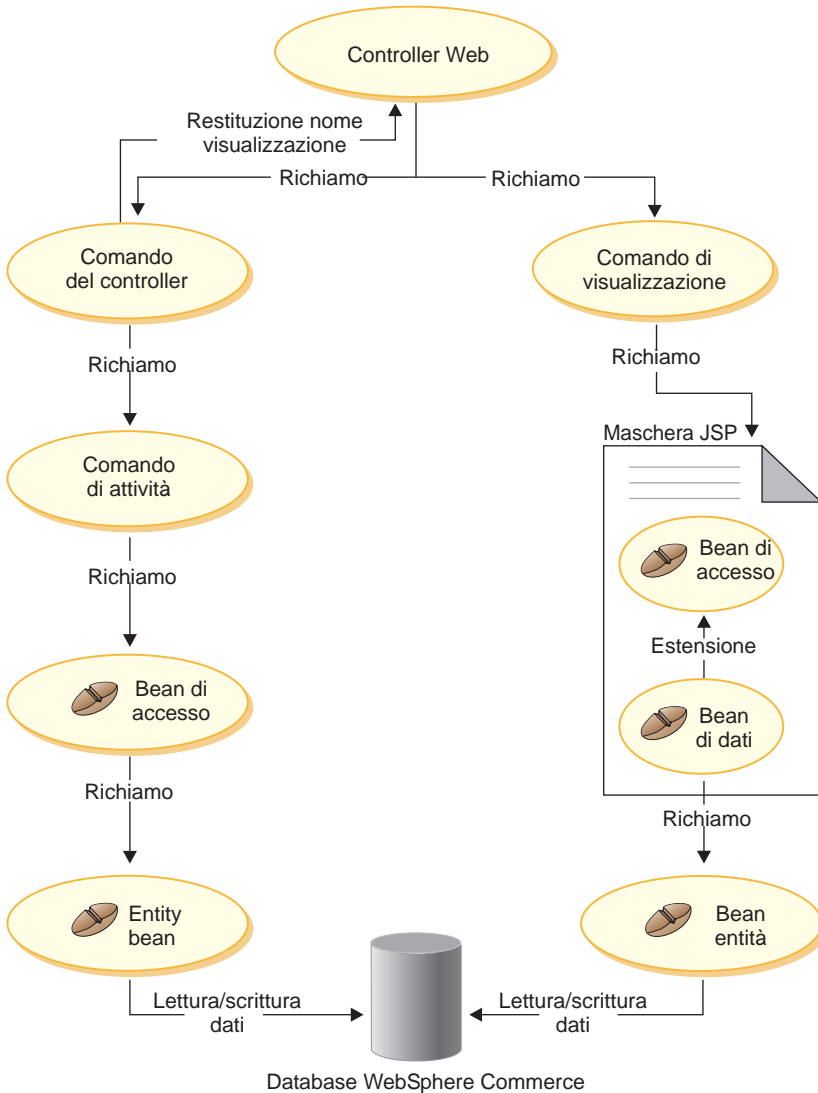 Controller Web
Restituzione nome
visualizzazione
Richiamo
Richiamo
Comando
del controller
Comando di
visualizzazione
Richiamo
Richiamo
Maschera JSP
Comando
di attività
Bean di
accesso
Richiamo
Estensione
Bean di
accesso
Bean
di dati
Richiamo
Richiamo
Entity
bean
Bean
entità
Lettura/scrittura
dati
Lettura/scrittura
dati
Database WebSphere Commerce